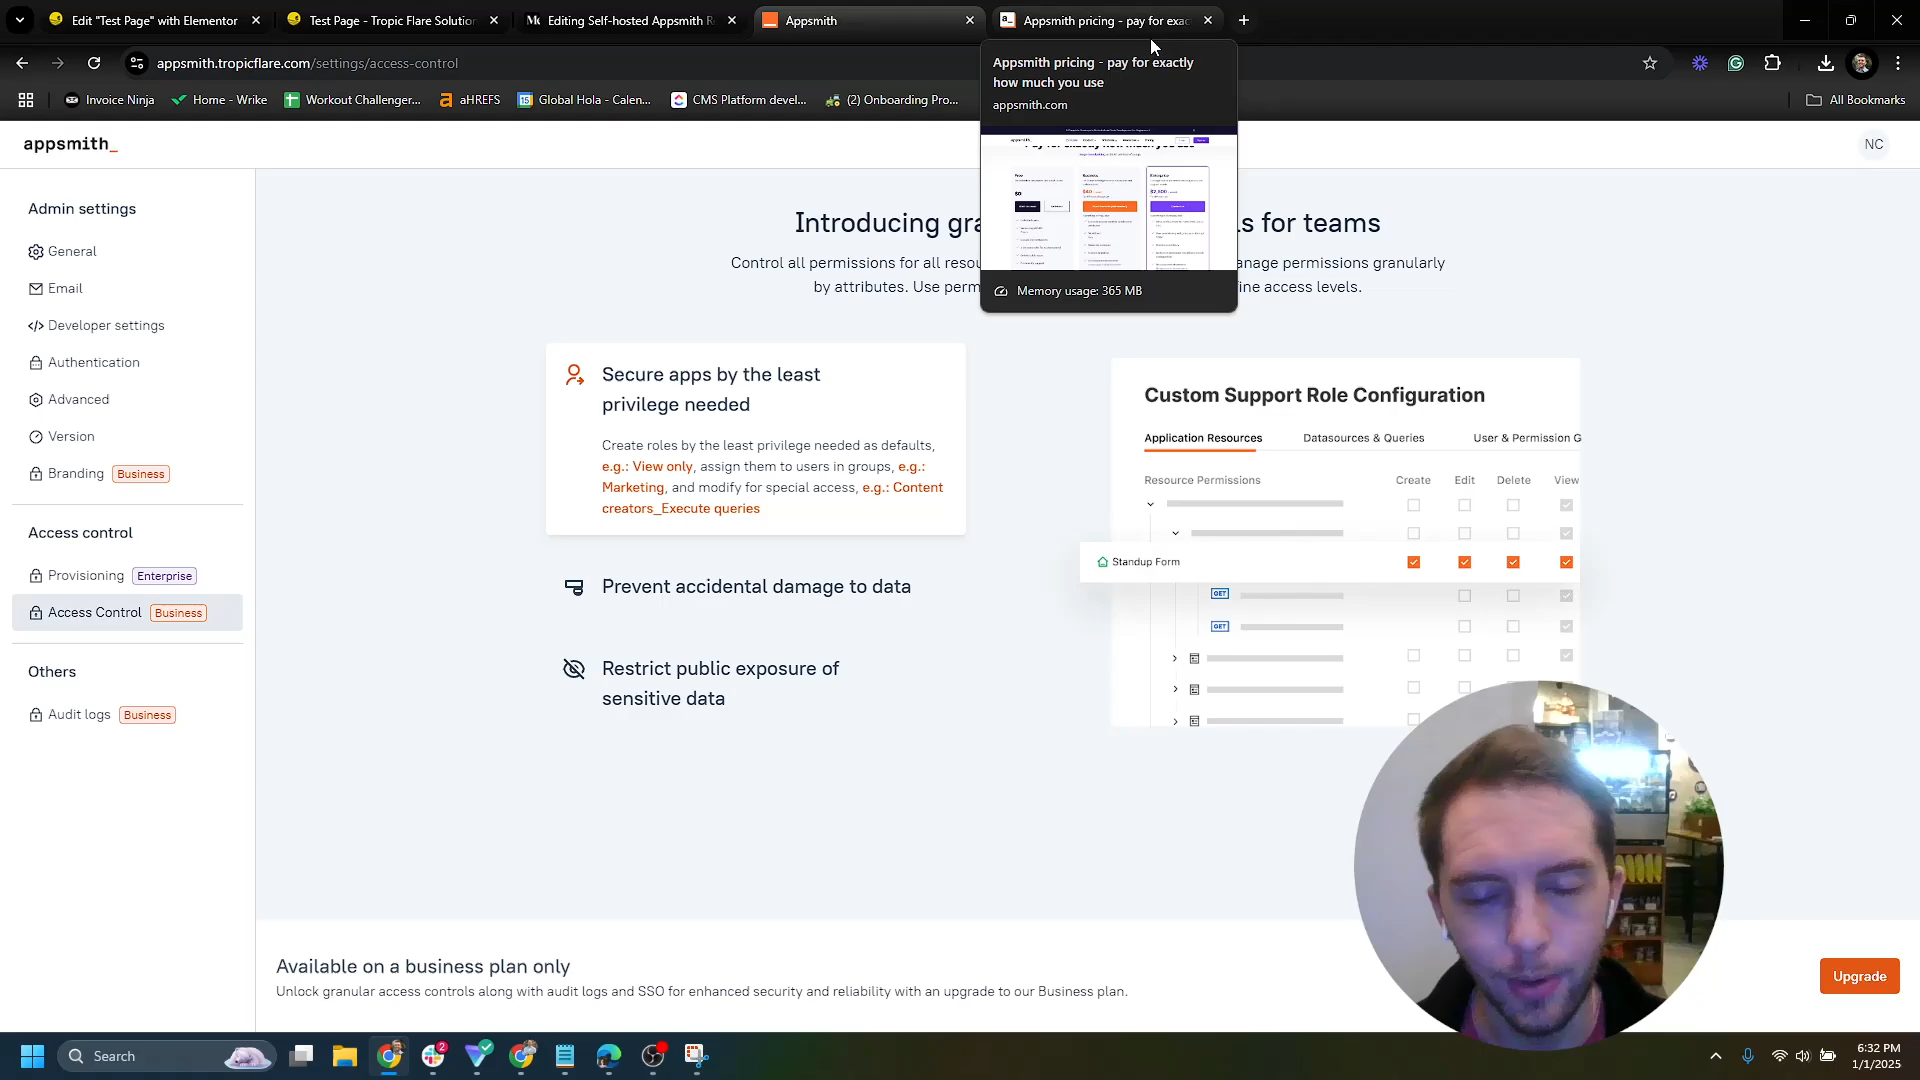 Edit "Test Page" with Elementor
Test Page - Tropic Flare Solution
Editing Self-hosted Appsmith R
Appsmith
Appsmith pricing - pay for exac
appsmith.tropicflare.com/settings/access-control
Invoice Ninja
Home - Wrike
Workout Challenger...
aHREFS
Global Hola - Calen...
CMS Platform devel...
(2) Onboarding Pro...
All Bookmarks
Appsmith pricing - pay for exactly
how much you use
appsmith.com
Memory usage: 365 MB
appsmith_
NC
Admin settings
General
Email
Developer settings
Authentication
Advanced
Version
Branding Business
Access control
Provisioning Enterprise
Access Control Business
Others
Audit logs Business
Introducing gra
ls for teams
Control all permissions for all resou
anage permissions granularly
by attributes. Use perm
fine access levels.
Secure apps by the least
privilege needed
Create roles by the least privilege needed as defaults,
e.g.: View only, assign them to users in groups, e.g.:
Marketing, and modify for special access, e.g.: Content
creators_Execute queries
Prevent accidental damage to data
Restrict public exposure of
sensitive data
Custom Support Role Configuration
Application Resources Datasources & Queries User & Permission G
Resource Permissions Create Edit Delete View
Standup Form
GET
GET
Available on a business plan only
Unlock granular access controls along with audit logs and SSO for enhanced security and reliability with an upgrade to our Business plan.
Upgrade
Search
2
6:32 PM
1/1/2025